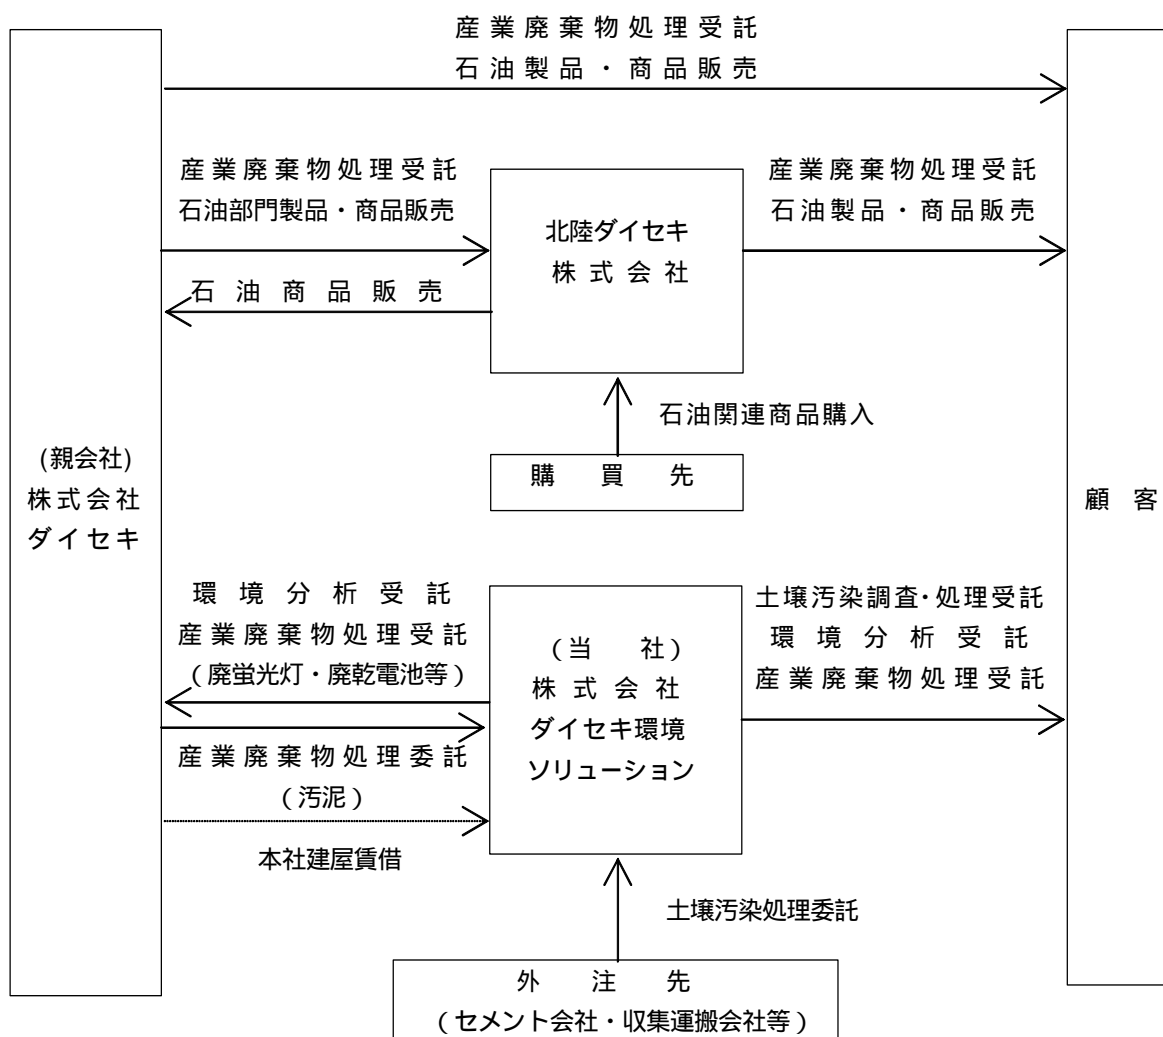 産業廃棄物処理受託
石油製品・商品販売
産業廃棄物処理受託
石油部門製品・商品販売
石油商品販売
北陸ダイセキ
株式会社
産業廃棄物処理受託
石油製品・商品販売
石油関連商品購入
購買先
(親会社)
株式会社
ダイセキ
顧客
環境分析受託
産業廃棄物処理受託
(廃蛍光灯・廃乾電池等)
産業廃棄物処理委託
(汚泥)
本社建屋賃借
(当社)
株式会社
ダイセキ環境
ソリューション
土壌汚染調査・処理受託
環境分析受託
産業廃棄物処理受託
土壌汚染処理委託
外注先
(セメント会社・収集運搬会社等)